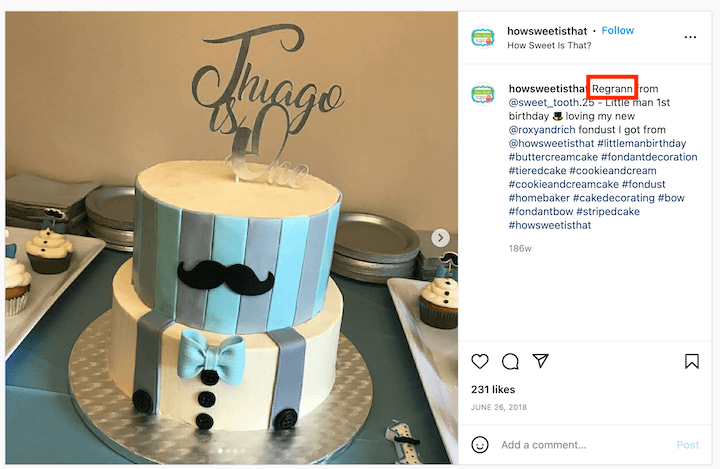 Thiago
is One
howsweetisthat • Follow
How Sweet Is That?
howsweetisthat Regrann from
@sweet_tooth.25 - Little man 1st
birthday 🎩 loving my new
@roxyandrich fondust I got from
@howsweetisthat #littlemanbirthday
#buttercreamcake #fondantdecoration
#tieredcake #cookieandcream
#cookieandcreamcake #fondust
#homebaker #cakedecorating #bow
#fondantbow #stripedcake
#howsweetisthat
186w
231 likes
JUNE 26, 2018
Add a comment...
Post